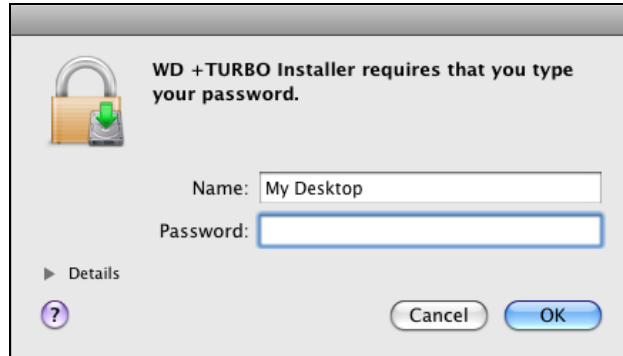 WD +TURBO Installer requires that you type
your password.
Name: My Desktop
Password:
Details
?
Cancel OK